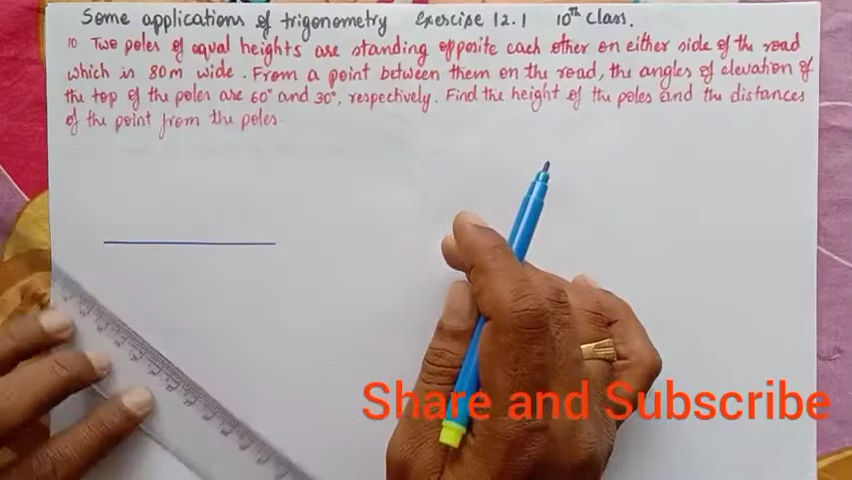 Some applications of trigonometry Exercise 12.1 10th class.
10 Two poles of equal heights are standing opposite each other on either side of the road
which is 80m wide. From a point between them on the road, the angles of elevation of
the top of the poles are 60° and 30°, respectively. Find the height of the poles and the distances
of the point from the poles.
Share and Subscribe